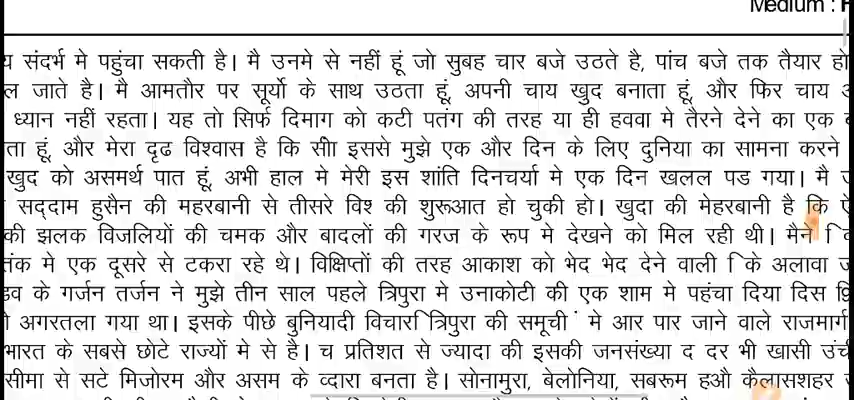 Medium :
संदर्भ मे पहुंचा सकती है। मै उनमे से नहीं हूं जो सुबह चार बजे उठते है, पांच बजे तक तैयार हो
जाते है। मै आमतौर पर सूर्यो के साथ उठता हूं, अपनी चाय खुद बनाता हूं, और फिर चाय
ध्यान नहीं रहता। यह तो सिर्फ दिमाग को कटी पतंग की तरह या ही हववा मे तैरने देने का एक
ता हूं, और मेरा दृढ विश्वास है कि सीा इससे मुझे एक और दिन के लिए दुनिया का सामना करने
खुद को असमर्थ पात हूं, अभी हाल मे मेरी इस शांति दिनचर्या मे एक दिन खलल पड गया। मै
सद्दाम हुसैन की महरबानी से तीसरे विश की शुरूआत हो चुकी हो। खुदा की मेहरबानी है कि
की झलक विजलियों की चमक और बादलों की गरज के रूप मे देखने को मिल रही थी। मैने
तंक मे एक दूसरे से टकरा रहे थे। विक्षिप्तों की तरह आकाश को भेद भेद देने वाली के अलावा
डव के गर्जन तर्जन ने मुझे तीन साल पहले त्रिपुरा मे उनाकोटी की एक शाम मे पहंचा दिया दिस
अगरतला गया था। इसके पीछे बुनियादी विचार त्रिपुरा की समूची मे आर पार जाने वाले राजमार्ग
भारत के सबसे छोटे राज्यों मे से है। च प्रतिशत से ज्यादा की इसकी जनसंख्या द दर भी खासी उंची
सीमा से सटे मिजोरम और असम के व्दारा बनता है। सोनामुरा, बेलोनिया, सबरूम हऔ कैलासशहर